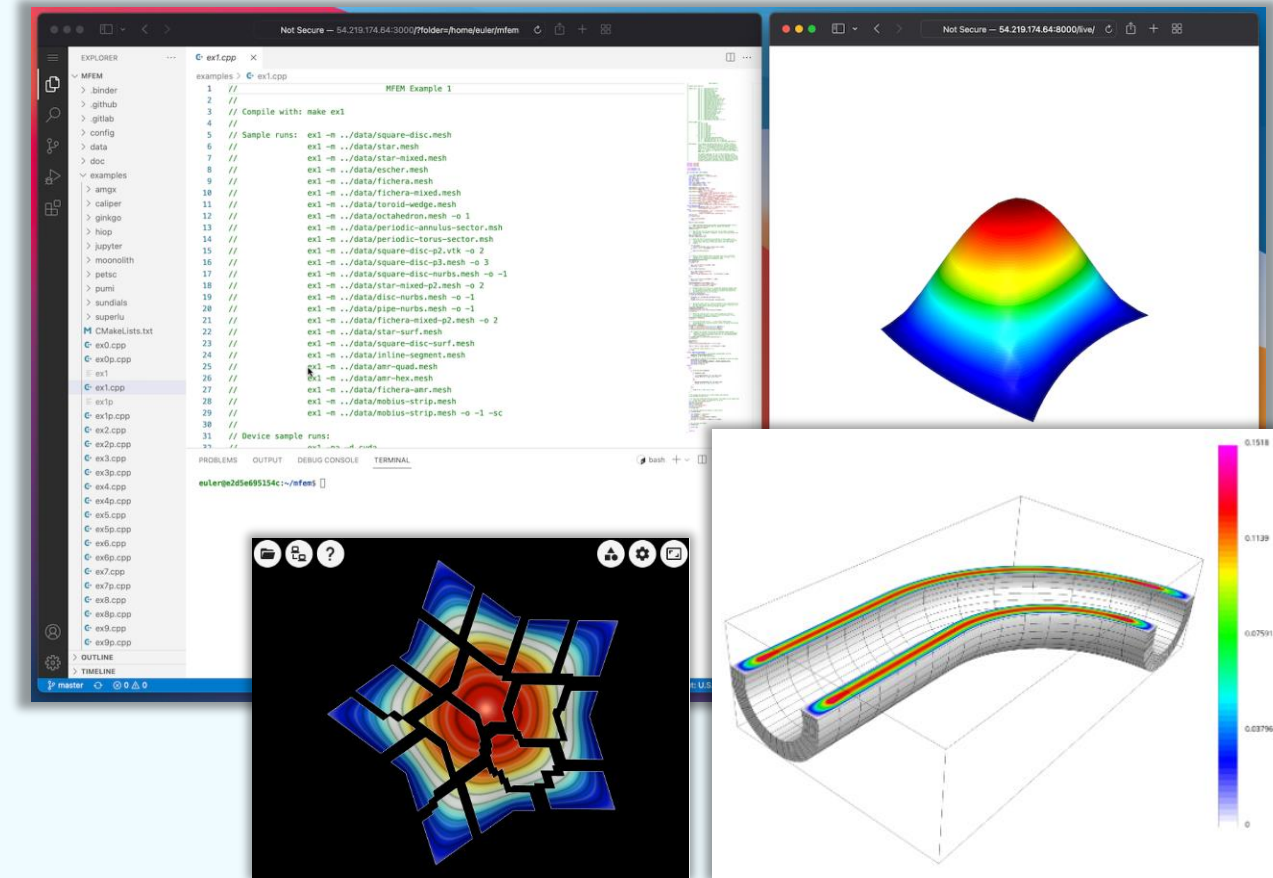 Not Secure — 54.219.174.64:3000/?folder=/home/euler/mfem
EXPLORER
MFEM
.binder
.github
.gitlab
config
data
doc
examples
amgx
caliper
ginkgo
hiop
jupyter
moonolith
petsc
pumi
sundials
superlu
CMakeLists.txt
ex0.cpp
ex0p.cpp
ex1
ex1.cpp
ex1p
ex1p.cpp
ex2.cpp
ex2p.cpp
ex3.cpp
ex3p.cpp
ex4.cpp
ex4p.cpp
ex5.cpp
ex5p.cpp
ex6.cpp
ex6p.cpp
ex7.cpp
ex7p.cpp
ex8.cpp
ex8p.cpp
ex9.cpp
ex9p.cpp
OUTLINE
TIMELINE
master 0 0
ex1.cpp
examples > ex1.cpp
1 // MFEM Example 1
2 //
3 // Compile with: make ex1
4 //
5 // Sample runs: ex1 -m ../data/square-disc.mesh
6 // ex1 -m ../data/star.mesh
7 // ex1 -m ../data/star-mixed.mesh
8 // ex1 -m ../data/escher.mesh
9 // ex1 -m ../data/fichera.mesh
10 // ex1 -m ../data/fichera-mixed.mesh
11 // ex1 -m ../data/toroid-wedge.mesh
12 // ex1 -m ../data/octahedron.mesh -o 1
13 // ex1 -m ../data/periodic-annulus-sector.msh
14 // ex1 -m ../data/periodic-torus-sector.msh
15 // ex1 -m ../data/square-disc-p2.vtk -o 2
16 // ex1 -m ../data/square-disc-p3.mesh -o 3
17 // ex1 -m ../data/square-disc-nurbs.mesh -o -1
18 // ex1 -m ../data/star-mixed-p2.mesh -o 2
19 // ex1 -m ../data/disc-nurbs.mesh -o -1
20 // ex1 -m ../data/pipe-nurbs.mesh -o -1
21 // ex1 -m ../data/fichera-mixed-p2.mesh -o 2
22 // ex1 -m ../data/star-surf.mesh
23 // ex1 -m ../data/square-disc-surf.mesh
24 // ex1 -m ../data/inline-segment.mesh
25 // ex1 -m ../data/amr-quad.mesh
26 // ex1 -m ../data/amr-hex.mesh
27 // ex1 -m ../data/fichera-amr.mesh
28 // ex1 -m ../data/mobius-strip.mesh
29 // ex1 -m ../data/mobius-strip.mesh -o -1 -sc
30 //
31 // Device sample runs:
PROBLEMS OUTPUT DEBUG CONSOLE TERMINAL
bash
euler@e2d5e695154c:~/mfem$
Not Secure — 54.219.174.64:8000/live/
?
0.1518
0.1139
0.07591
0.03796
0